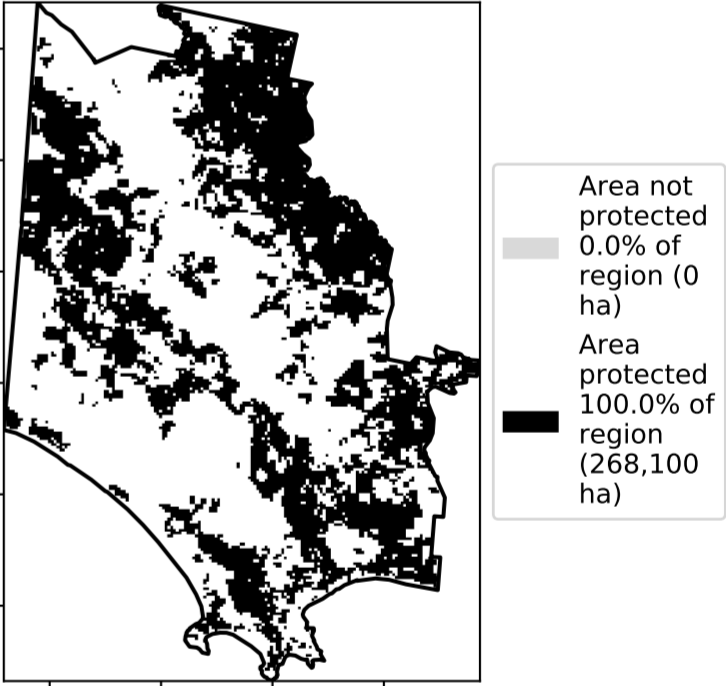 Area not
protected
0.0% of
region (0
ha)
Area
protected
100.0% of
region
(268,100
ha)